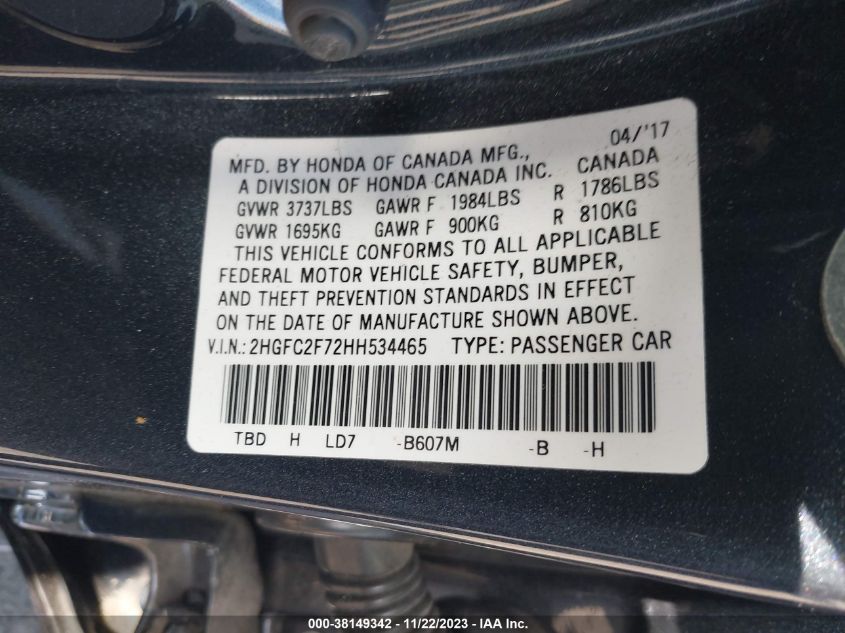 04/'17
MFD. BY HONDA OF CANADA MFG., CANADA
A DIVISION OF HONDA CANADA INC.
GVWR 3737LBS GAWR F 1984LBS R 1786LBS
GVWR 1695KG GAWR F 900KG R 810KG
THIS VEHICLE CONFORMS TO ALL APPLICABLE
FEDERAL MOTOR VEHICLE SAFETY, BUMPER,
AND THEFT PREVENTION STANDARDS IN EFFECT
ON THE DATE OF MANUFACTURE SHOWN ABOVE.
V.I.N.: 2HGFC2F72HH534465 TYPE: PASSENGER CAR
TBD H LD7 -B607M -B -H
000-38149342 - 11/22/2023 - IAA Inc.